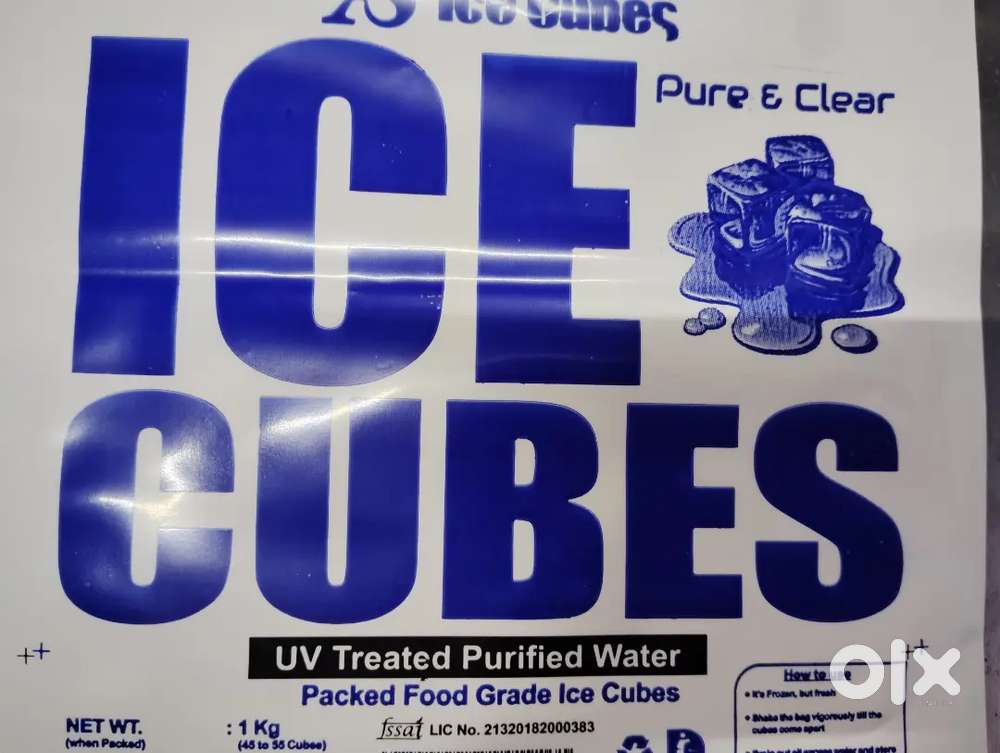 Ice Cubes
ICE
Pure & Clear
CUBES
UV Treated Purified Water
Packed Food Grade Ice Cubes
NET WT. : 1 Kg
(when Packed) (45 to 55 Cubes)
fssai LIC No. 21320182000383
How to use
• It's Frozen, but fresh
• Shake the bag vigorously till the
cubes come apart
olx